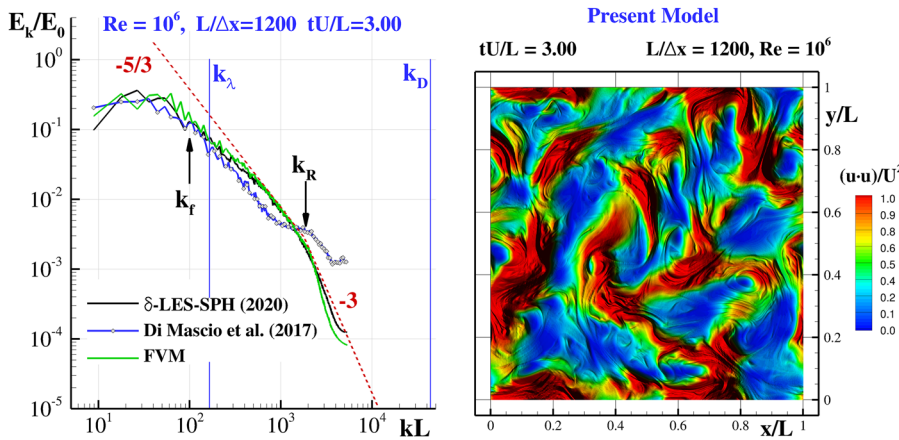 E_k/E_0
Re = 10^6, L/Δx=1200 tU/L=3.00
10^0
10^-1
10^-2
10^-3
10^-4
10^-5
-5/3
k_λ
k_D
k_f
k_R
-3
δ-LES-SPH (2020)
Di Mascio et al. (2017)
FVM
10^1
10^2
10^3
10^4
kL
Present Model
tU/L = 3.00
L/Δx = 1200, Re = 10^6
1
y/L
0.8
0.6
0.4
0.2
0
0
0.2
0.4
0.6
0.8
1
x/L
(u·u)/U^2
1.0
0.8
0.6
0.5
0.4
0.3
0.2
0.1
0.0